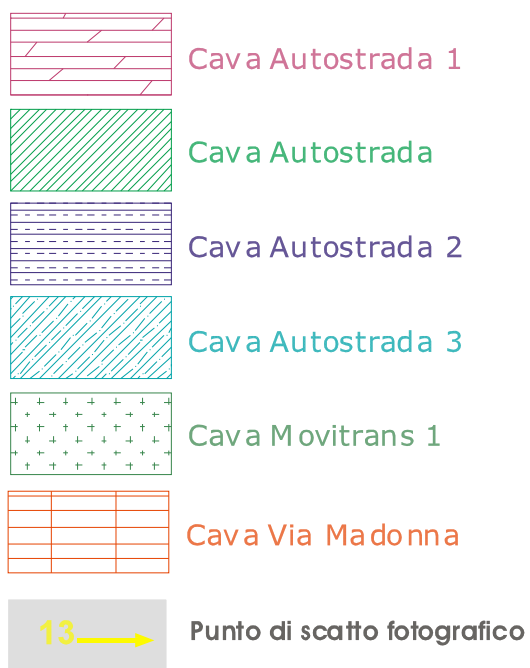 Cava Autostrada 1
Cava Autostrada
Cava Autostrada 2
Cava Autostrada 3
Cava Movitrans 1
Cava Via Madonna
13 Punto di scatto fotografico